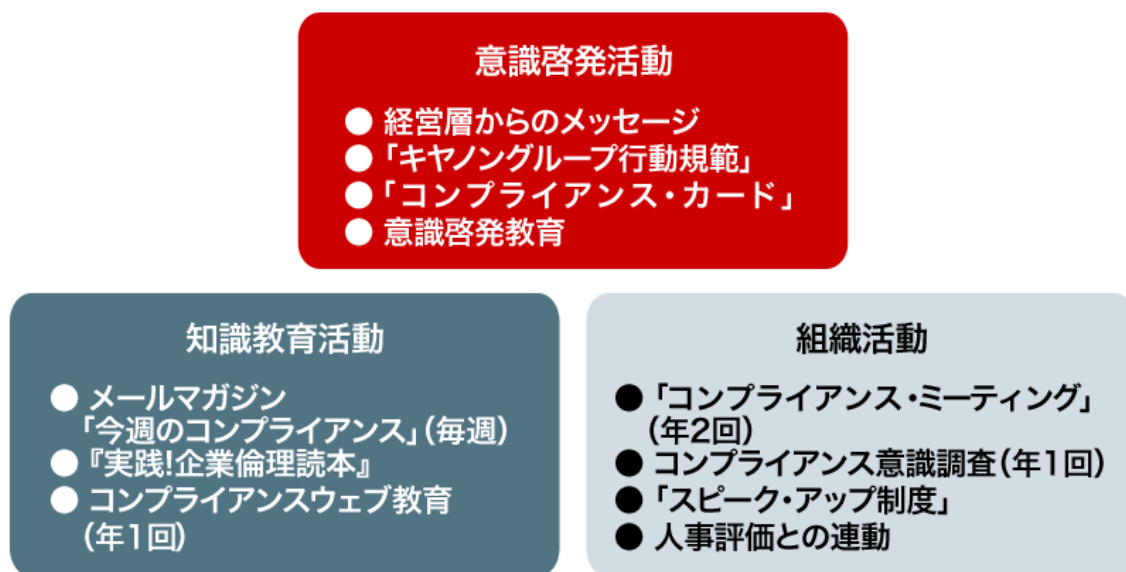 意識啓発活動
● 経営層からのメッセージ
● 「キヤノングループ行動規範」
● 「コンプライアンス・カード」
● 意識啓発教育
知識教育活動
● メールマガジン
「今週のコンプライアンス」(毎週)
● 『実践!企業倫理読本』
● コンプライアンスウェブ教育
(年1回)
組織活動
● 「コンプライアンス・ミーティング」
(年2回)
● コンプライアンス意識調査(年1回)
● 「スピーク・アップ制度」
● 人事評価との連動